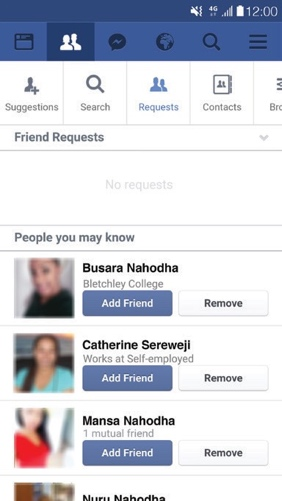 4G 12:00
Suggestions Search Requests Contacts Bro
Friend Requests
No requests
People you may know
Busara Nahodha
Bletchley College
Add Friend Remove
Catherine Sereweji
Works at Self-employed
Add Friend Remove
Mansa Nahodha
1 mutual friend
Add Friend Remove
Nuru Nahodha